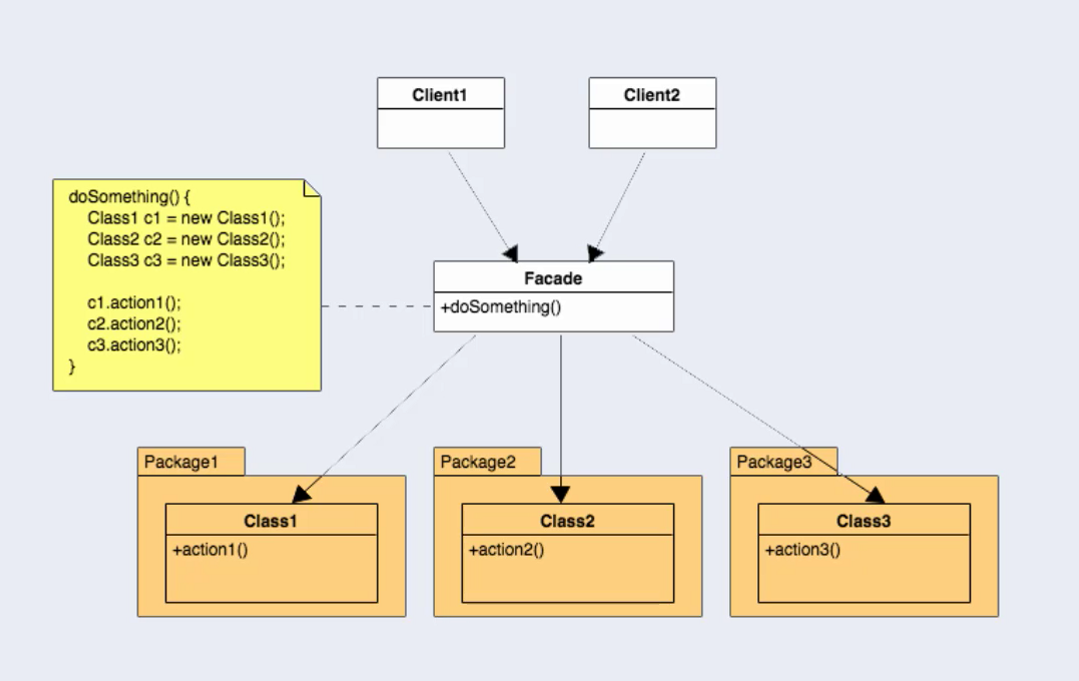 Client1
Client2
doSomething() {
Class1 c1 = new Class1();
Class2 c2 = new Class2();
Class3 c3 = new Class3();
c1.action1();
c2.action2();
c3.action3();
}
Facade
+doSomething()
Package1
Class1
+action1()
Package2
Class2
+action2()
Package3
Class3
+action3()